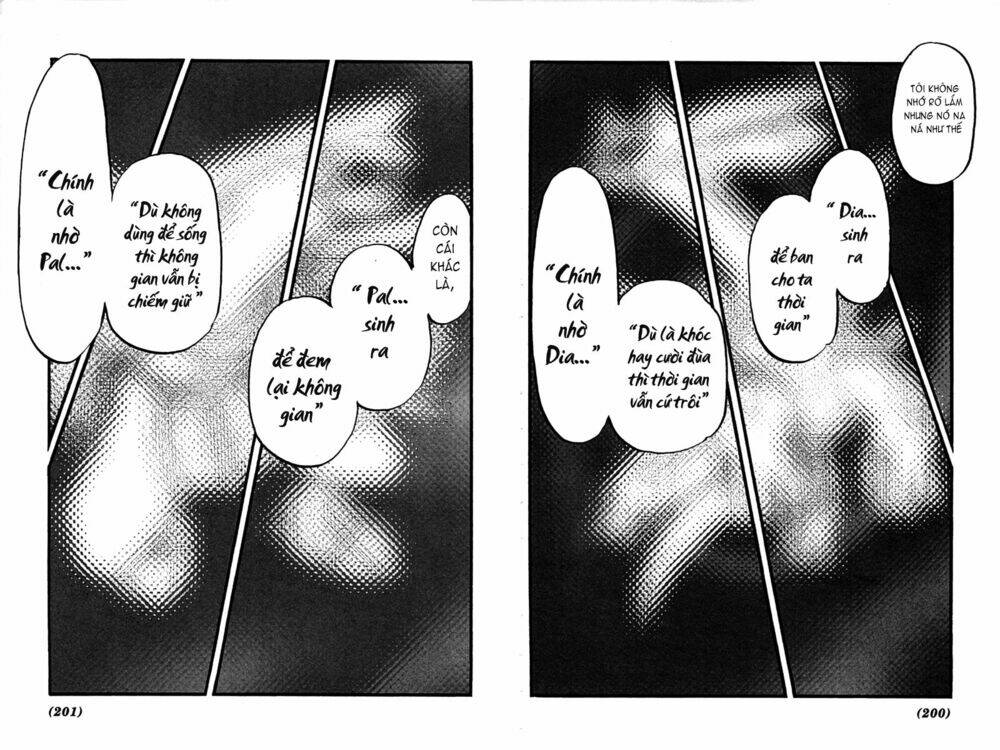 TÔI KHÔNG
NHỚ RÕ LẮM
NHƯNG NÓ NA
NÁ NHƯ THẾ
“ Dia...
sinh
ra
để ban
cho ta
thời
gian”
“Dù là khóc
hay cười đùa
thì thời gian
vẫn cứ trôi”
“Chính
là
nhờ
Dia...”
(200)
CÒN
CÁI
KHÁC
LÀ,
“ Pal...
sinh
ra
để đem
lại không
gian”
“Dù không
dùng để sống
thì không
gian vẫn bị
chiếm giữ ”
“Chính
là
nhờ
Pal...”
(201)